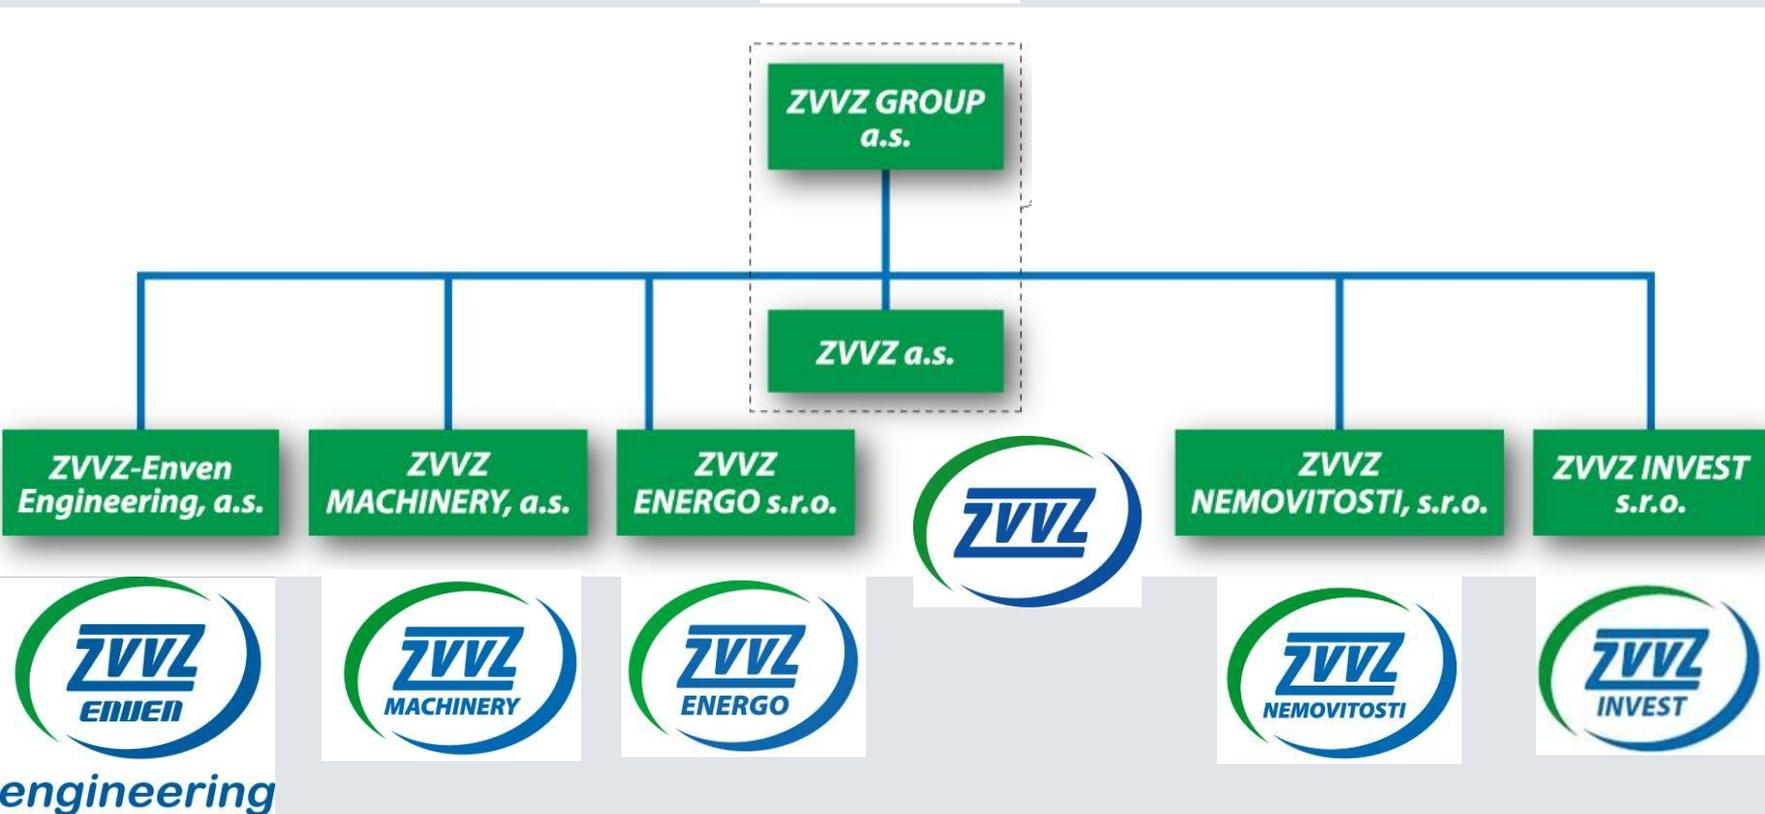 ZVVZ GROUP
a.s.
ZVVZ a.s.
ZVVZ-Enven
Engineering, a.s.
ZVVZ
MACHINERY, a.s.
ZVVZ
ENERGO s.r.o.
ZVVZ
NEMOVITOSTI, s.r.o.
ZVVZ INVEST
s.r.o.
ZVVZ
ZVVZ
ENVEN
engineering
ZVVZ
MACHINERY
ZVVZ
ENERGO
ZVVZ
NEMOVITOSTI
ZVVZ
INVEST